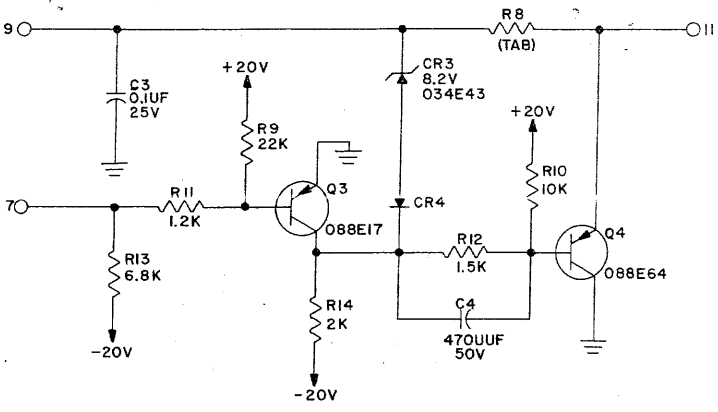 9
R8
(TAB)
11
C3
0.1UF
25V
+20V
CR3
8.2V
034E43
R9
22K
+20V
R10
10K
Q3
7
R11
1.2K
CR4
088E17
R12
1.5K
Q4
088E64
R13
6.8K
R14
2K
C4
470UUF
50V
-20V
-20V